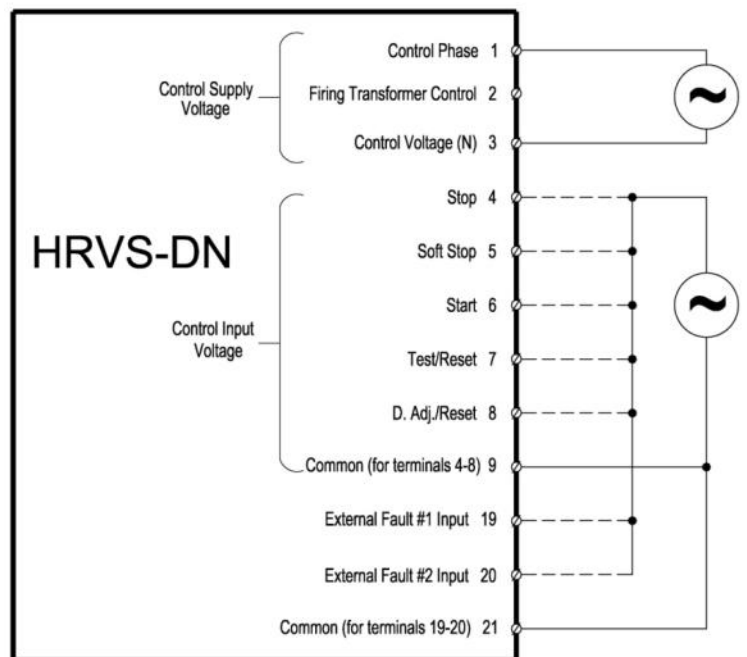 Control Phase 1
Control Supply
Voltage
Firing Transformer Control 2
Control Voltage (N) 3
Stop 4
HRVS-DN
Soft Stop 5
Start 6
Control Input
Voltage
Test/Reset 7
D. Adj./Reset 8
Common (for terminals 4-8) 9
External Fault #1 Input 19
External Fault #2 Input 20
Common (for terminals 19-20) 21
~
~